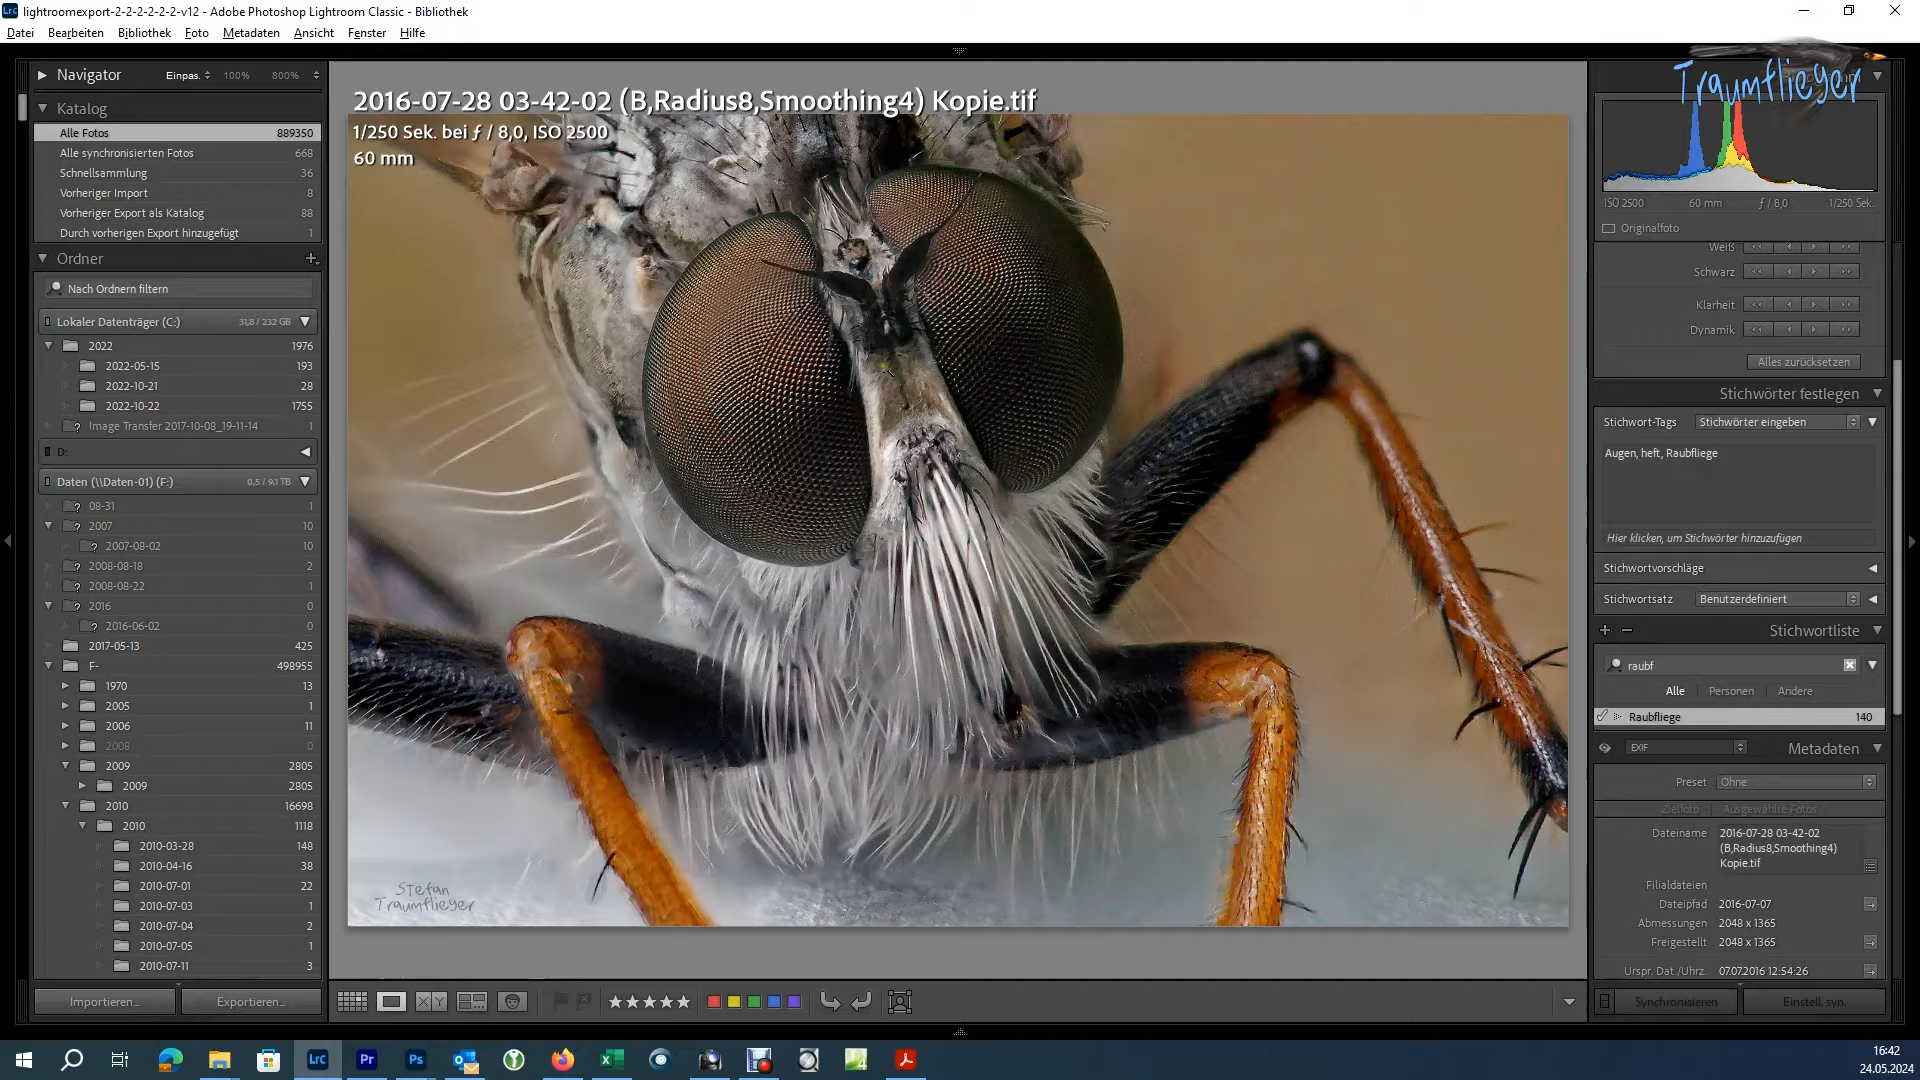 lightroomexport-2-2-2-2-2-2-v12 - Adobe Photoshop Lightroom Classic - Bibliothek
Datei Bearbeiten Bibliothek Foto Metadaten Ansicht Fenster Hilfe
Navigator Einpas. 100% 800%
Katalog
Alle Fotos 889350
Alle synchronisierten Fotos 668
Schnellsammlung 36
Vorheriger Import 8
Vorheriger Export als Katalog 88
Durch vorherigen Export hinzugefügt 1
Ordner
Nach Ordnern filtern
Lokaler Datenträger (C:) 31,8 / 232 GB
2022 1976
2022-05-15 193
2022-10-21 28
2022-10-22 1755
Image Transfer 2017-10-08_19-11-14 1
D:
Daten (\\Daten-01) (F:) 0,5 / 9,1 TB
08-31 1
2007 10
2007-08-02 10
2008-08-18 2
2008-08-22 1
2016 0
2016-06-02 0
2017-05-13 425
F- 498955
1970 13
2005 1
2006 11
2008 0
2009 2805
2009 2805
2010 16698
2010 1118
2010-03-28 148
2010-04-16 38
2010-07-01 22
2010-07-03 1
2010-07-04 2
2010-07-05 1
2010-07-11 3
Importieren... Exportieren...
2016-07-28 03-42-02 (B,Radius8,Smoothing4) Kopie.tif
1/250 Sek. bei ƒ / 8,0, ISO 2500
60 mm
Stefan
Traumflieger
XY
Traumflieger
ISO 2500 60 mm ƒ / 8,0 1/250 Sek.
Originalfoto
Weiß
Schwarz
Klarheit
Dynamik
Alles zurücksetzen
Stichwörter festlegen
Stichwort-Tags Stichwörter eingeben
Augen, heft, Raubfliege
Hier klicken, um Stichwörter hinzuzufügen
Stichwortvorschläge
Stichwortsatz Benutzerdefiniert
Stichwortliste
raubf
Alle Personen Andere
Raubfliege 140
EXIF Metadaten
Preset Ohne
Zielfoto Ausgewählte Fotos
Dateiname 2016-07-28 03-42-02
(B,Radius8,Smoothing4)
Kopie.tif
Filialdateien
Dateipfad 2016-07-07
Abmessungen 2048 x 1365
Freigestellt 2048 x 1365
Urspr. Dat./Uhrz. 07.07.2016 12:54:26
Synchronisieren Einstell. syn.
LrC Pr Ps
16:42
24.05.2024